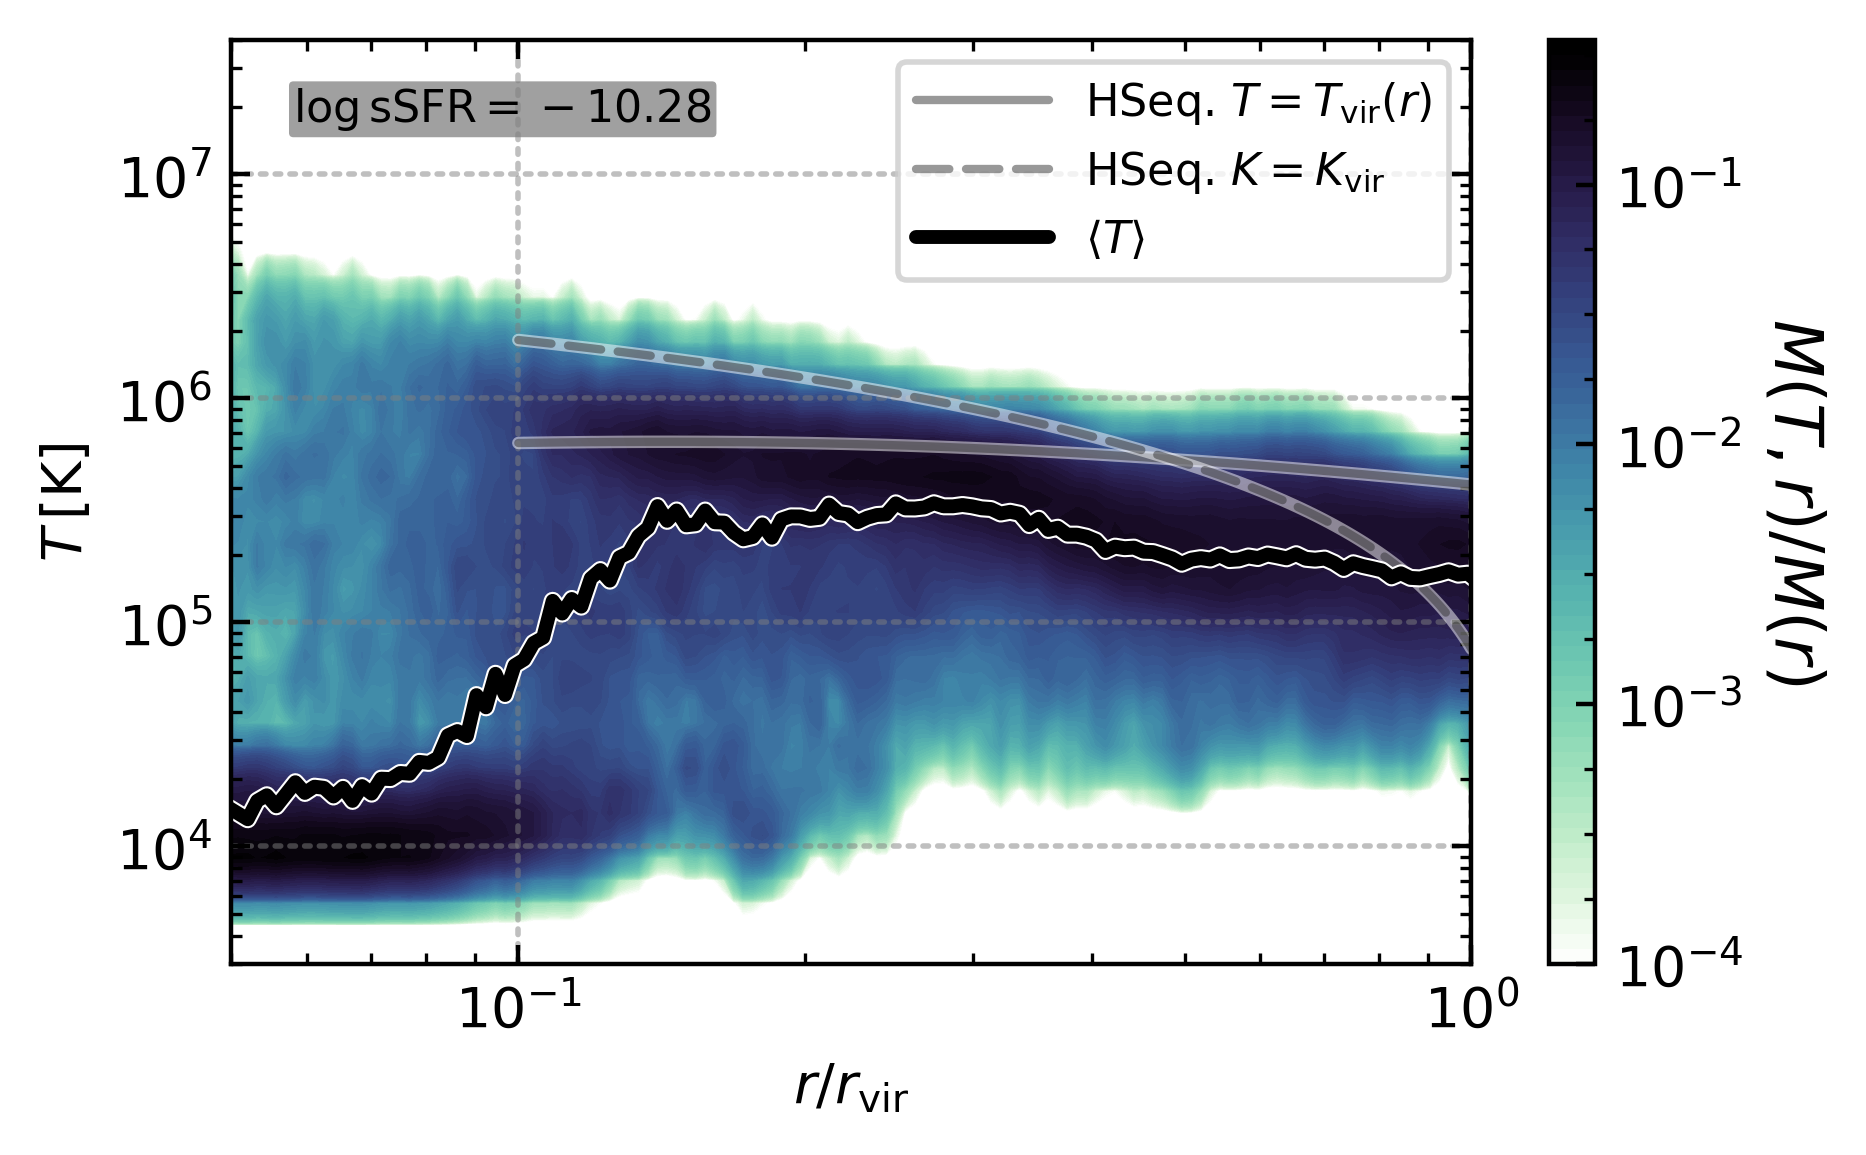 log sSFR = −10.28
HSeq. T = T_vir(r)
HSeq. K = K_vir
⟨T⟩
10^7
10^6
10^5
10^4
T [K]
10^−1
10^0
r/r_vir
10^−1
10^−2
10^−3
10^−4
M(T, r)/M(r)